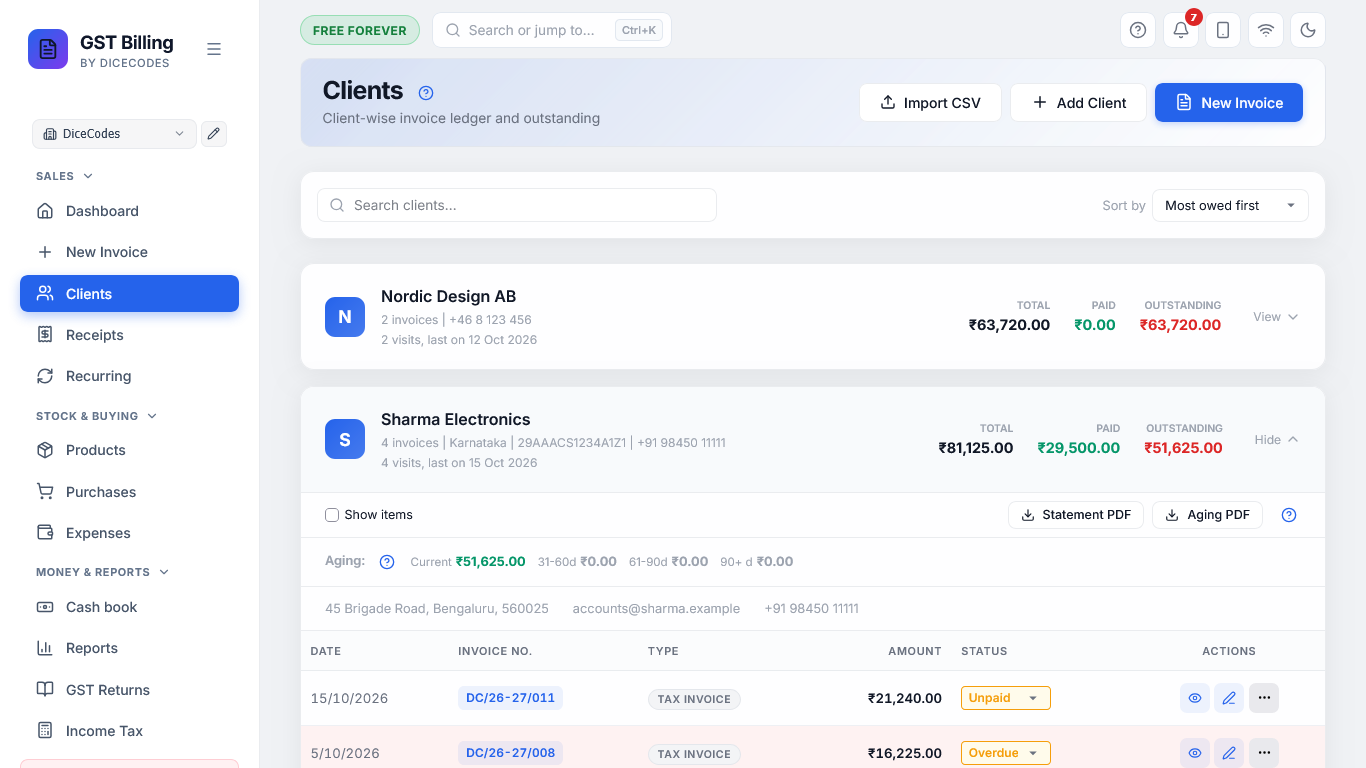 GST Billing
BY DICECODES
DiceCodes
SALES
Dashboard
New Invoice
Clients
Receipts
Recurring
STOCK & BUYING
Products
Purchases
Expenses
MONEY & REPORTS
Cash book
Reports
GST Returns
Income Tax
FREE FOREVER
Search or jump to... Ctrl+K
7
Clients
Client-wise invoice ledger and outstanding
Import CSV
Add Client
New Invoice
Search clients...
Sort by Most owed first
N
Nordic Design AB
2 invoices | +46 8 123 456
2 visits, last on 12 Oct 2026
TOTAL PAID OUTSTANDING
₹63,720.00 ₹0.00 ₹63,720.00
View
S
Sharma Electronics
4 invoices | Karnataka | 29AAACS1234A1Z1 | +91 98450 11111
4 visits, last on 15 Oct 2026
TOTAL PAID OUTSTANDING
₹81,125.00 ₹29,500.00 ₹51,625.00
Hide
Show items
Statement PDF
Aging PDF
Aging: Current ₹51,625.00 31-60d ₹0.00 61-90d ₹0.00 90+ d ₹0.00
45 Brigade Road, Bengaluru, 560025 accounts@sharma.example +91 98450 11111
DATE INVOICE NO. TYPE AMOUNT STATUS ACTIONS
15/10/2026 DC/26-27/011 TAX INVOICE ₹21,240.00 Unpaid
5/10/2026 DC/26-27/008 TAX INVOICE ₹16,225.00 Overdue